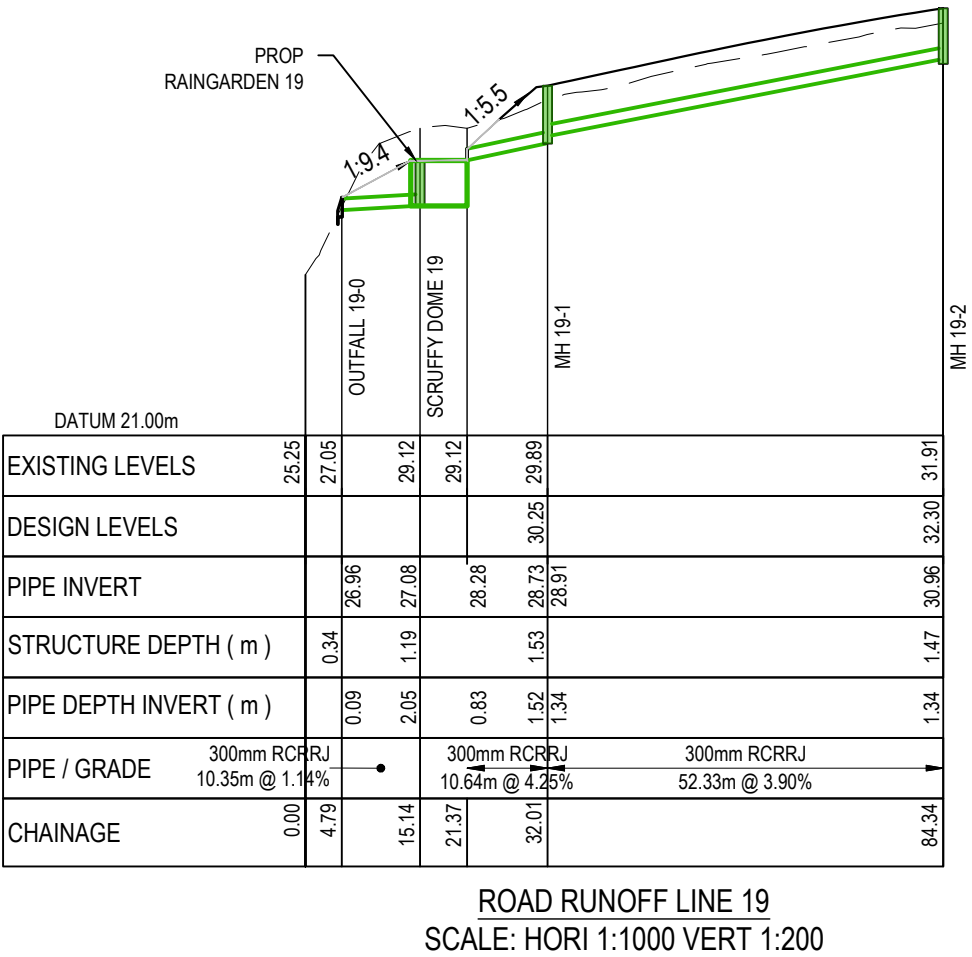 PROP
RAINGARDEN 19
1:9.4
1:5.5
OUTFALL 19-0
SCRUFFY DOME 19
MH 19-1
MH 19-2
DATUM 21.00m
EXISTING LEVELS 25.25 27.05 29.12 29.12 29.89 31.91
DESIGN LEVELS 30.25 32.30
PIPE INVERT 26.96 27.08 28.28 28.73 28.91 30.96
STRUCTURE DEPTH ( m ) 0.34 1.19 1.53 1.47
PIPE DEPTH INVERT ( m ) 0.09 2.05 0.83 1.52 1.34 1.34
PIPE / GRADE
300mm RCRRJ
10.35m @ 1.14%
300mm RCRRJ
10.64m @ 4.25%
300mm RCRRJ
52.33m @ 3.90%
CHAINAGE 0.00 4.79 15.14 21.37 32.01 84.34
ROAD RUNOFF LINE 19
SCALE: HORI 1:1000 VERT 1:200